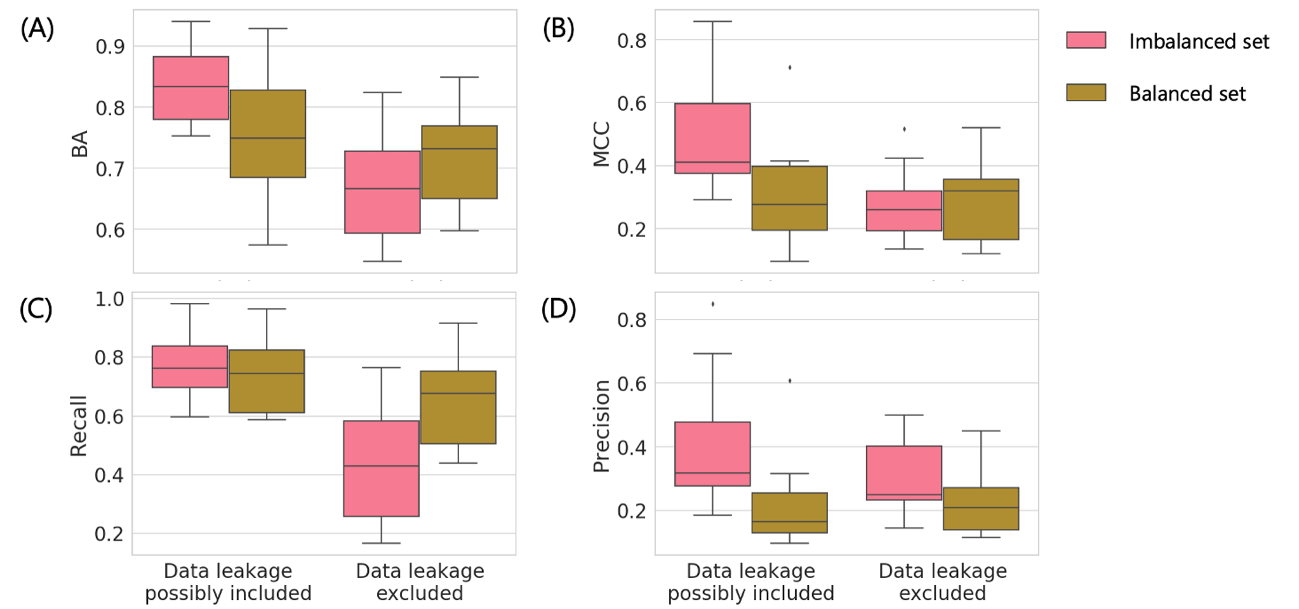 (A)
BA
0.9
0.8
0.7
0.6
(B)
MCC
0.8
0.6
0.4
0.2
Imbalanced set
Balanced set
(C)
Recall
1.0
0.8
0.6
0.4
0.2
Data leakage
possibly included
Data leakage
excluded
(D)
Precision
0.8
0.6
0.4
0.2
Data leakage
possibly included
Data leakage
excluded